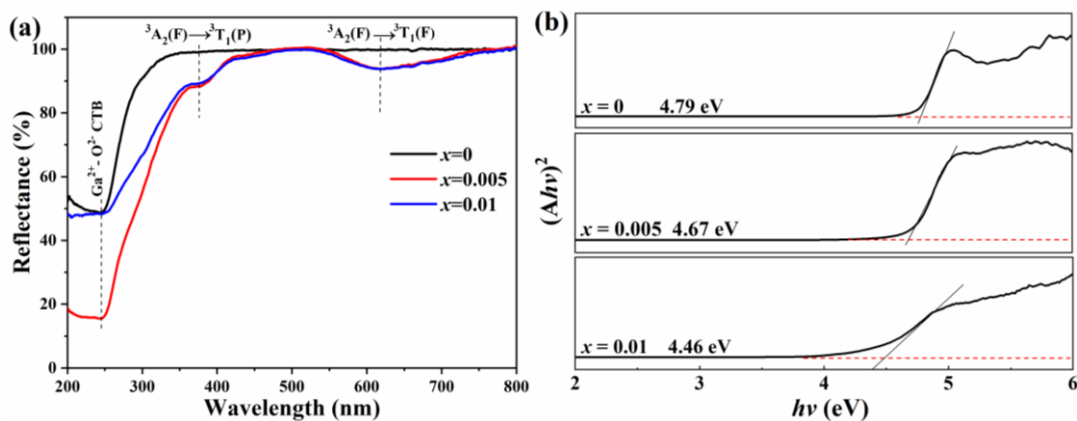 (a)
³A₂(F)→³T₁(P)
³A₂(F)→³T₁(F)
100
80
60
40
20
0
Reflectance (%)
Ga²⁺- O²⁻ CTB
x=0
x=0.005
x=0.01
200 300 400 500 600 700 800
Wavelength (nm)
(b)
(Ahν)²
x = 0 4.79 eV
x = 0.005 4.67 eV
x = 0.01 4.46 eV
2 3 4 5 6
hν (eV)